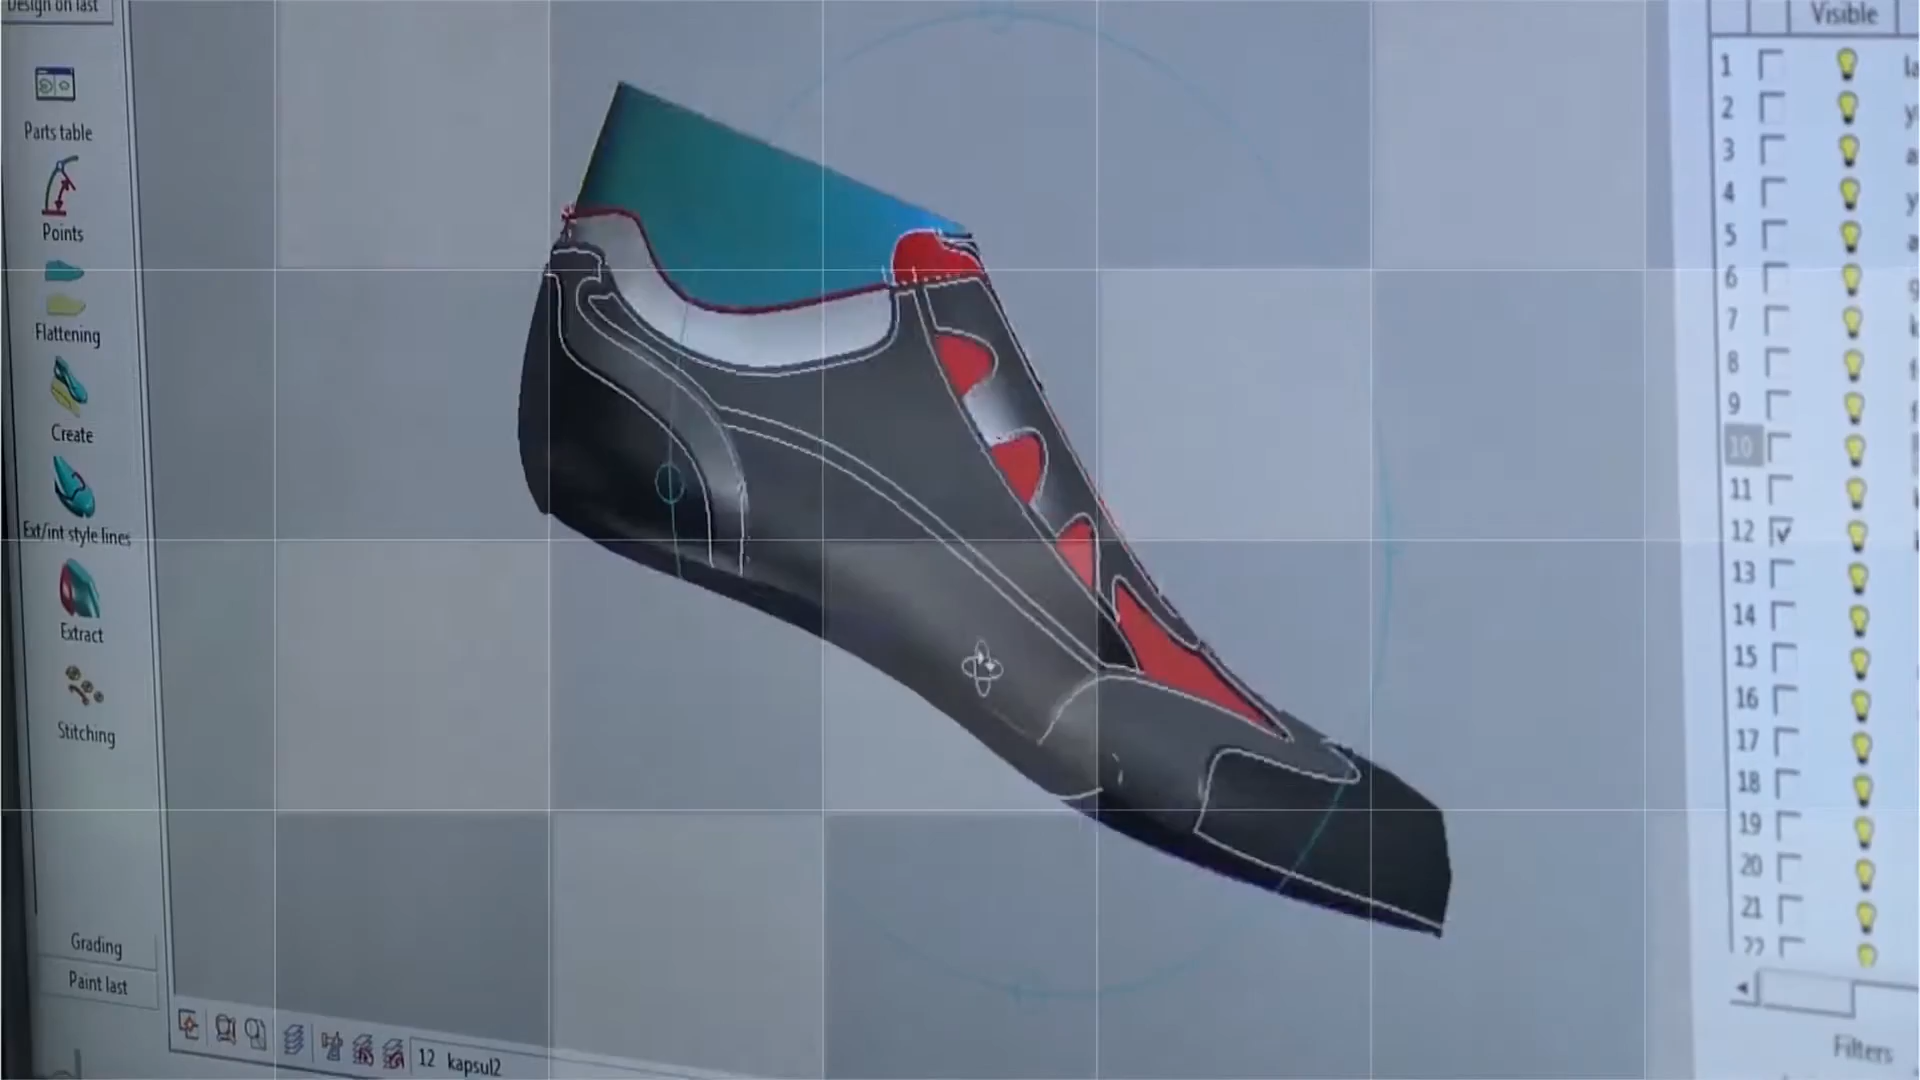 Design on last
Parts table
Points
Flattening
Create
Ext/int style lines
Extract
Stitching
Grading
Paint last
12 kapsul2
Visible
1
2
3
4
5
6
7
8
9
10
11
12
13
14
15
16
17
18
19
20
21
22
Filters